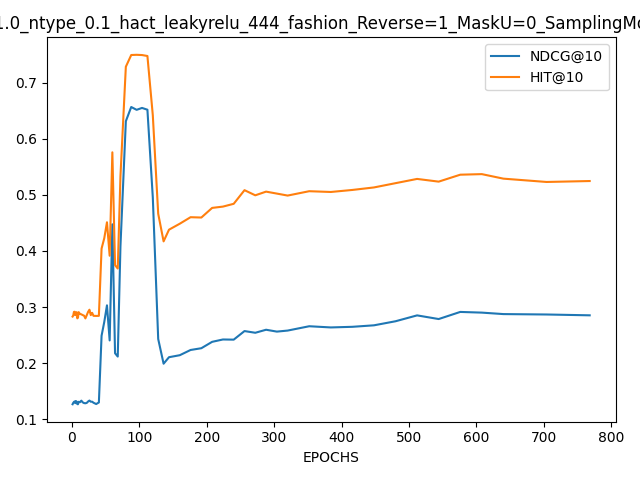 1.0_ntype_0.1_hact_leakyrelu_444_fashion_Reverse=1_MaskU=0_SamplingMo
NDCG@10
HIT@10
0.7
0.6
0.5
0.4
0.3
0.2
0.1
0 100 200 300 400 500 600 700 800
EPOCHS